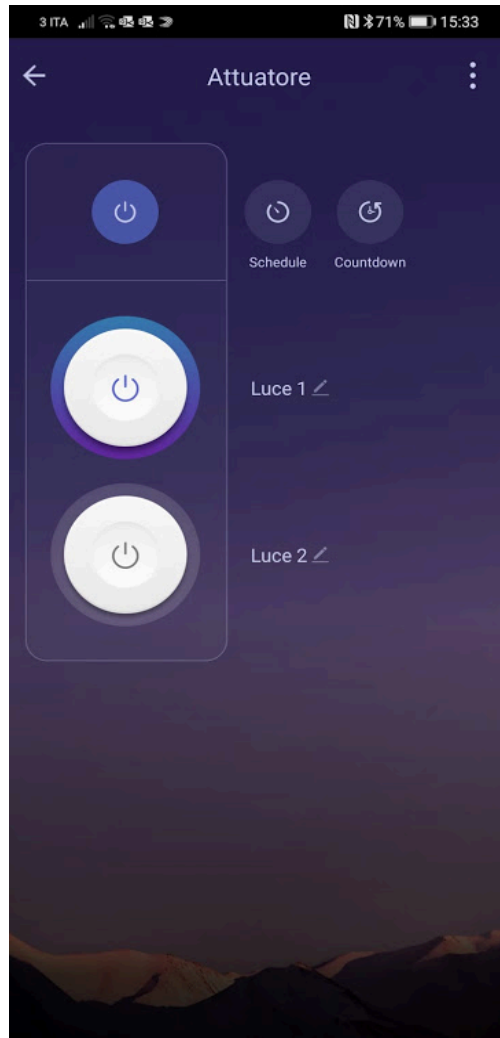 3 ITA 71% 15:33
Attuatore
Schedule Countdown
Luce 1
Luce 2